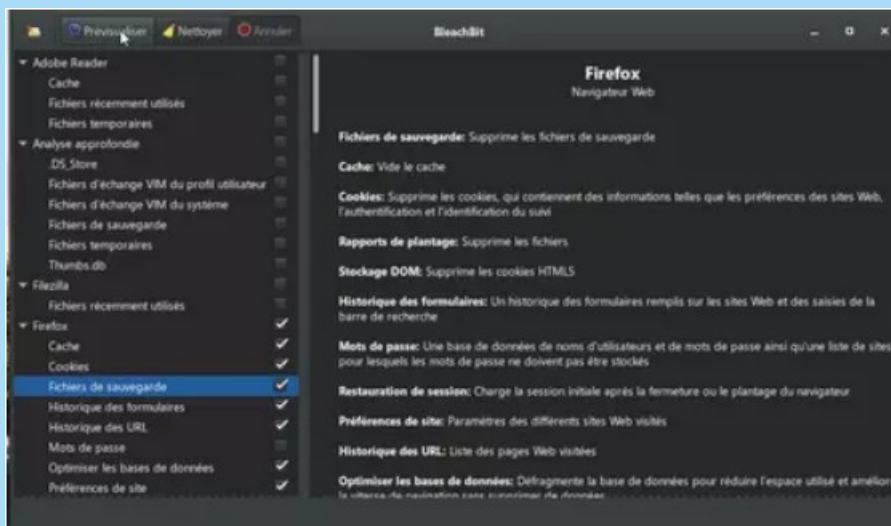 Prévisualiser Nettoyer Annuler BleachBit
Adobe Reader
Cache
Fichiers récemment utilisés
Fichiers temporaires
Analyse approfondie
.DS_Store
Fichiers d'échange VIM du profil utilisateur
Fichiers d'échange VIM du système
Fichiers de sauvegarde
Fichiers temporaires
Thumbs.db
Filezilla
Fichiers récemment utilisés
Firefox
Cache
Cookies
Fichiers de sauvegarde
Historique des formulaires
Historique des URL
Mots de passe
Optimiser les bases de données
Préférences de site
Firefox
Navigateur Web
Fichiers de sauvegarde: Supprime les fichiers de sauvegarde
Cache: Vide le cache
Cookies: Supprime les cookies, qui contiennent des informations telles que les préférences des sites Web,
l'authentification et l'identification du suivi
Rapports de plantage: Supprime les fichiers
Stockage DOM: Supprime les cookies HTML5
Historique des formulaires: Un historique des formulaires remplis sur les sites Web et des saisies de la
barre de recherche
Mots de passe: Une base de données de noms d'utilisateurs et de mots de passe ainsi qu'une liste de sites
pour lesquels les mots de passe ne doivent pas être stockés
Restauration de session: Charge la session initiale après la fermeture ou le plantage du navigateur
Préférences de site: Paramètres des différents sites Web visités
Historique des URL: Liste des pages Web visitées
Optimiser les bases de données: Défragmente la base de données pour réduire l'espace utilisé et amélior
la vitesse de navigation sans supprimer de données